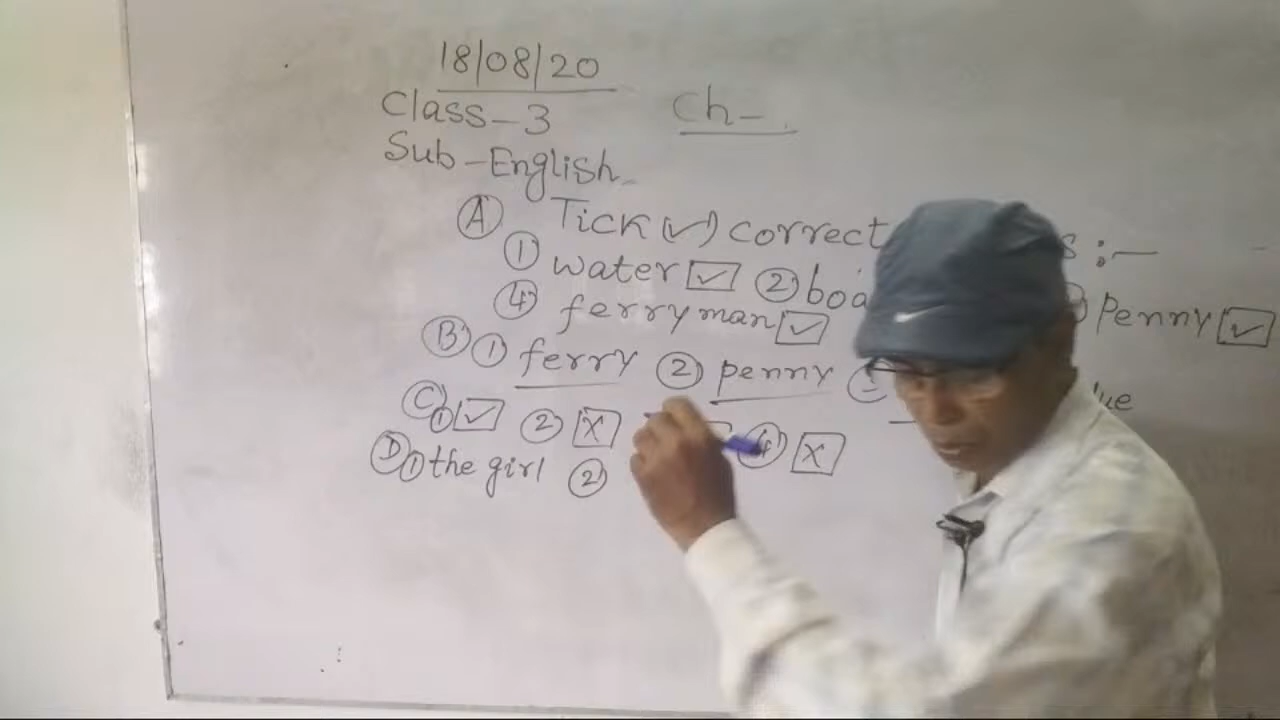 18/08/20
Class-3 Ch-
Sub-English
(A) Tick (✓) correct :-
(1) water [✓] (2)
(4) ferryman [✓] penny [✓]
(B) (1) ferry (2) penny
(C) (1) [✓] (2) [x] (4) [x]
(D) (1) the girl (2)